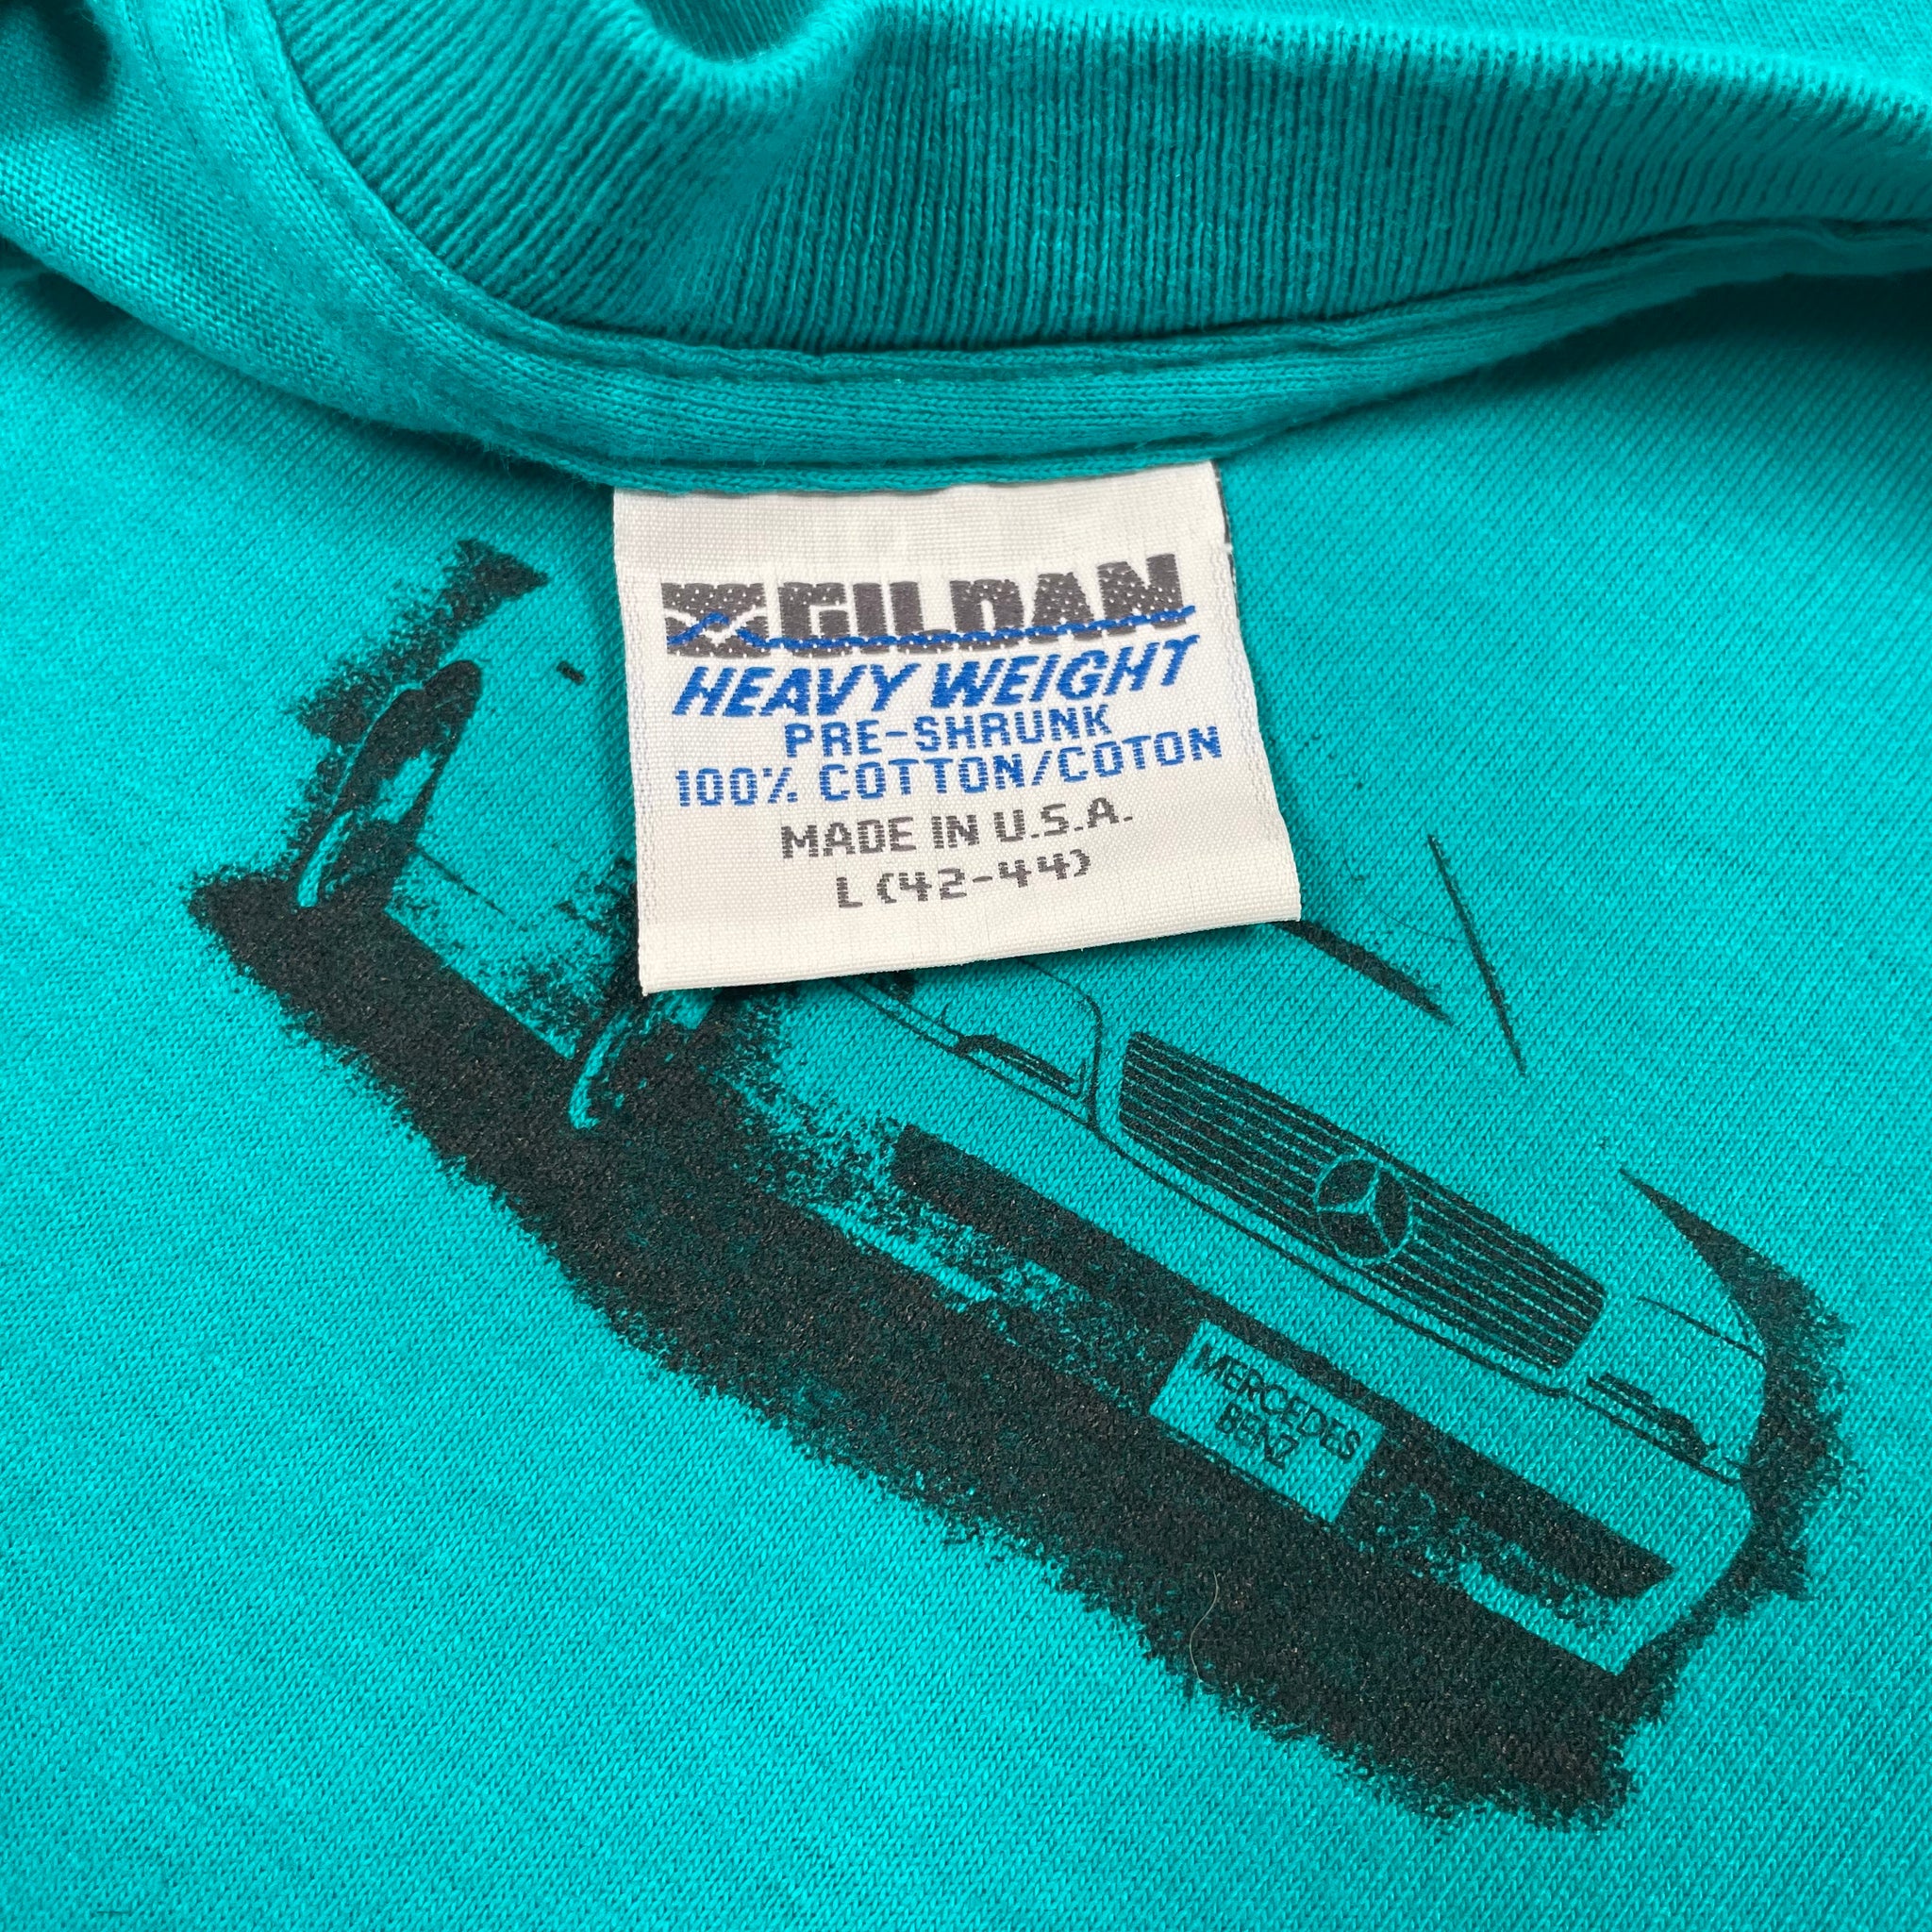 GILDAN
HEAVY WEIGHT
PRE-SHRUNK
100% COTTON/COTON
MADE IN U.S.A.
L (42-44)
MERCEDES
BENZ